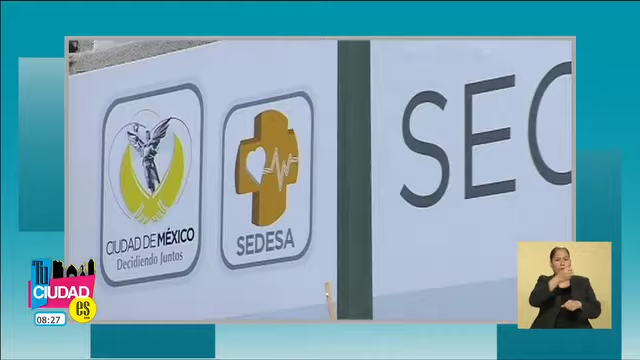 CIUDAD DE MÉXICO
Decidiendo Juntos
SEDESA
SEC
TU
CIUDAD
es
08:27